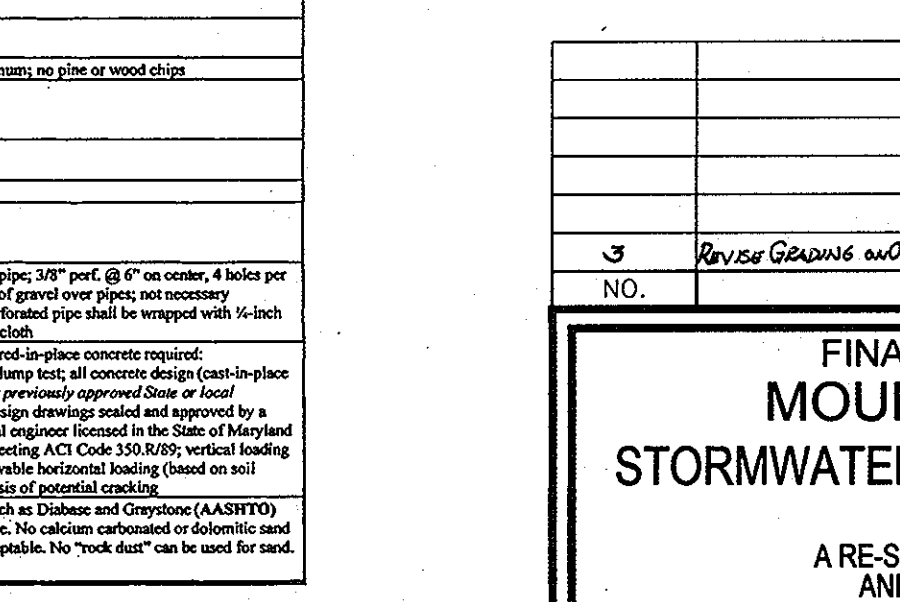 num; no pine or wood chips
pipe; 3/8" perf. @ 6" on center, 4 holes per
of gravel over pipes; not necessary
rforated pipe shall be wrapped with ¼-inch
cloth
red-in-place concrete required:
lump test; all concrete design (cast-in-place
previously approved State or local
sign drawings sealed and approved by a
al engineer licensed in the State of Maryland
eeting ACI Code 350.R/89; vertical loading
vable horizontal loading (based on soil
sis of potential cracking
ch as Diabase and Graystone (AASHTO)
e. No calcium carbonated or dolomitic sand
ptable. No "rock dust" can be used for sand.
3 REVISE GRADING
NO.
FINA
MOU
STORMWATE
A RE-S
AN